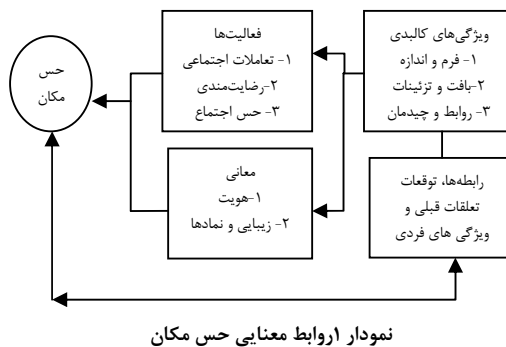 ویژگی‌های کالبدی
۱- فرم و اندازه
۲-بافت و تزئینات
۳- روابط و چیدمان
رابطه‌ها، توقعات
تعلقات قبلی و
ویژگی های فردی
فعالیت‌ها
۱- تعاملات اجتماعی
۲-رضایت‌مندی
۳- حس اجتماع
معانی
۱-هویت
۲- زیبایی و نمادها
حس
مکان
نمودار ۱روابط معنایی حس مکان